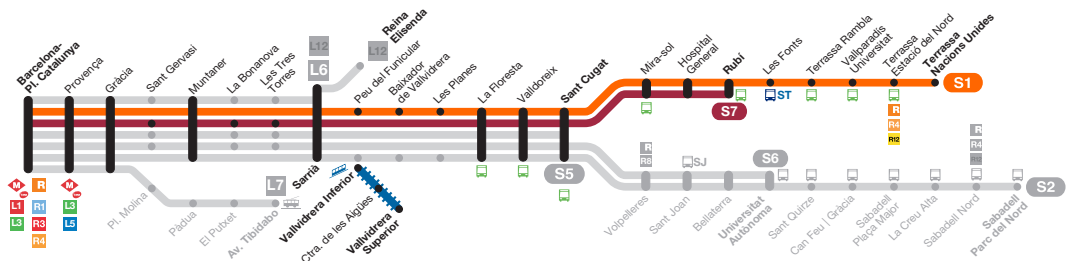 Barcelona-
Pl. Catalunya
Provença
Gràcia
Sant Gervasi
Muntaner
La Bonanova
Les Tres
Torres
L12
L6
L12
Reina
Elisenda
Sarrià
Peu del Funicular
Baixador
de Vallvidrera
Les Planes
La Floresta
Valldoreix
Sant Cugat
Mira-sol
Hospital
General
Rubí
Les Fonts
Terrassa Rambla
Vallparadís
Universitat
Terrassa
Estació del Nord
Terrassa
Nacions Unides
S1
ST
S7
R
R4
R12
M
R
L1
R1
L3
R3
R4
M
L3
L5
Pl. Molina
Pàdua
El Putxet
Av. Tibidabo
L7
Vallvidrera Inferior
Ctra. de les Aigües
Vallvidrera
Superior
S5
R
R8
SJ
S6
R
R4
R12
S2
Volpelleres
Sant Joan
Bellaterra
Universitat
Autònoma
Sant Quirze
Can Feu | Gràcia
Sabadell
Plaça Major
La Creu Alta
Sabadell Nord
Sabadell
Parc del Nord